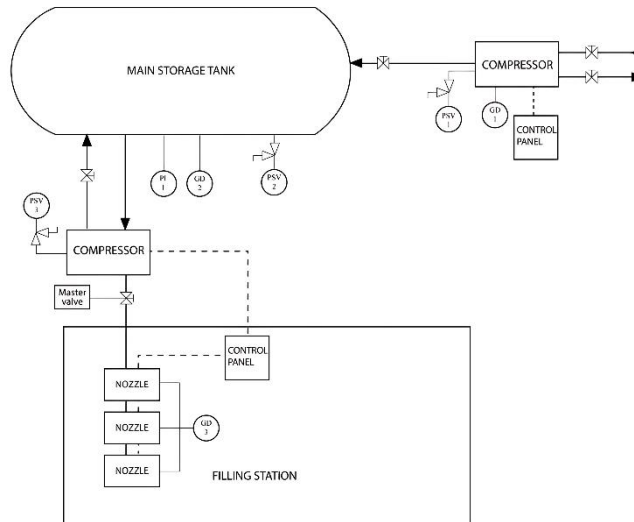 MAIN STORAGE TANK
COMPRESSOR
PSV
1
GD
1
CONTROL
PANEL
PI
1
GD
2
PSV
2
PSV
3
COMPRESSOR
Master
valve
CONTROL
PANEL
NOZZLE
NOZZLE
GD
3
NOZZLE
FILLING STATION